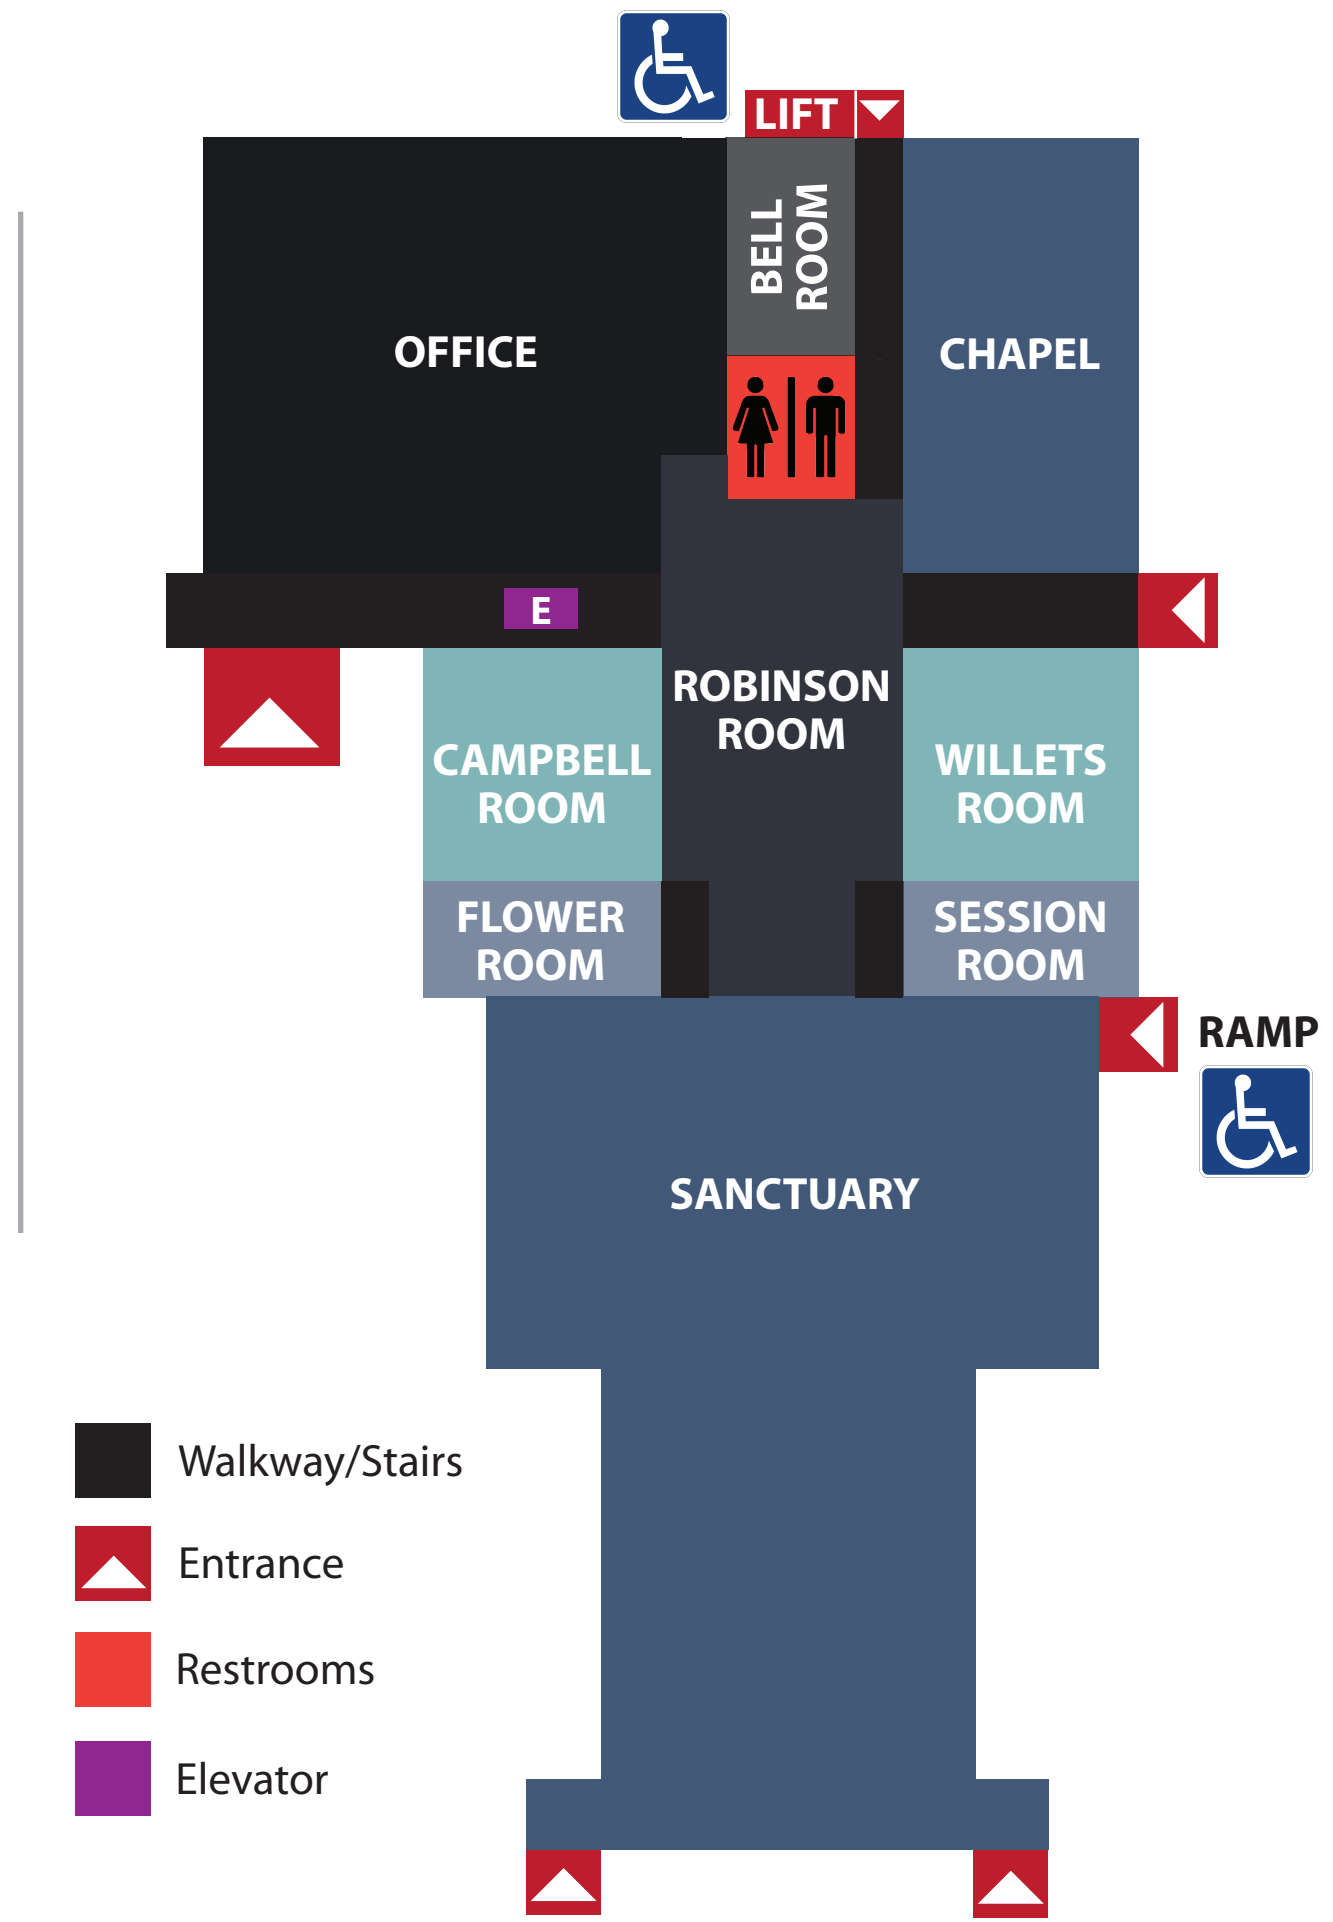 LIFT
BELL
ROOM
OFFICE
CHAPEL
E
ROBINSON
ROOM
CAMPBELL
ROOM
WILLETS
ROOM
FLOWER
ROOM
SESSION
ROOM
RAMP
SANCTUARY
Walkway/Stairs
Entrance
Restrooms
Elevator